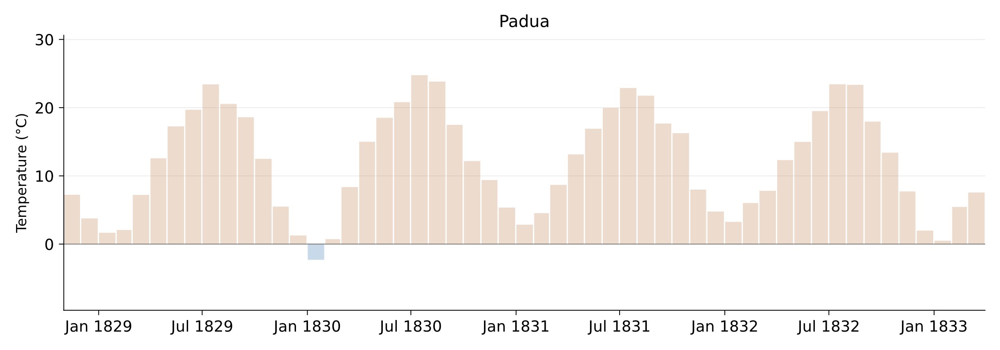 Padua
Temperature (°C)
30
20
10
0
Jan 1829
Jul 1829
Jan 1830
Jul 1830
Jan 1831
Jul 1831
Jan 1832
Jul 1832
Jan 1833